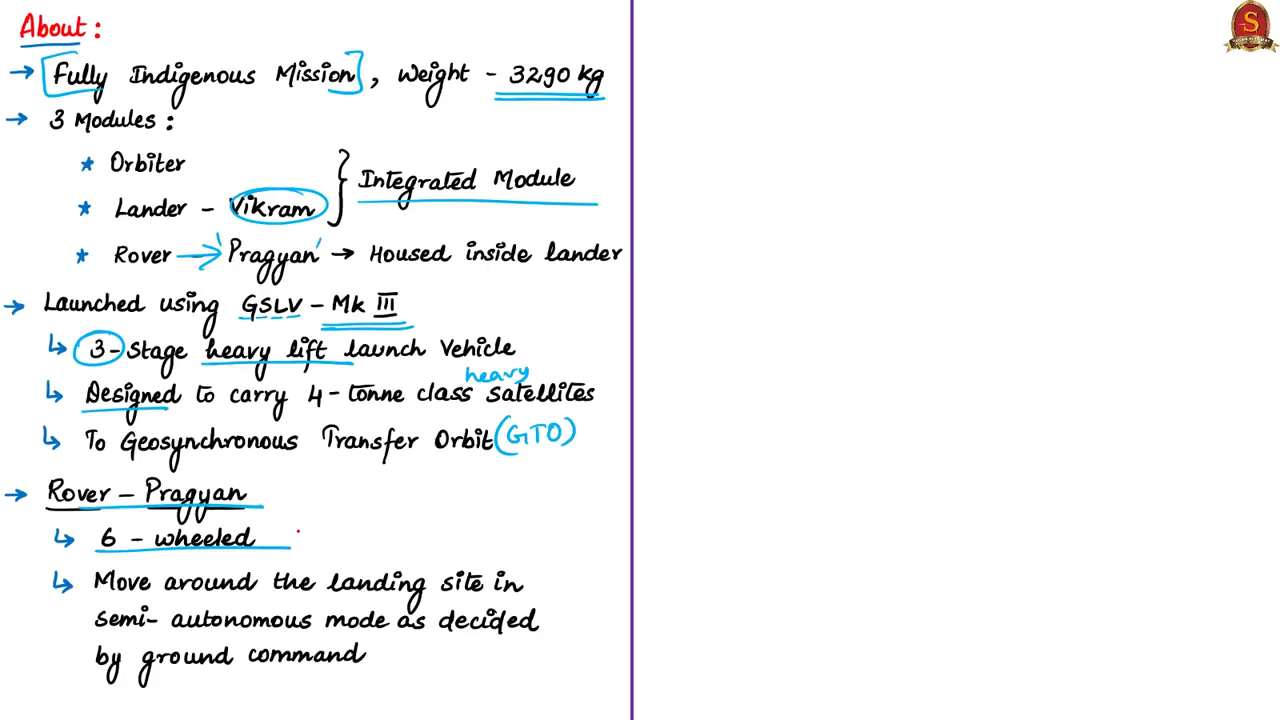 About :
→ Fully Indigenous Mission , Weight - 3290 kg
→ 3 Modules :
* Orbiter
* Lander - Vikram } Integrated Module
* Rover → 'Pragyan' → Housed inside lander
→ Launched using GSLV - Mk III
↳ 3-Stage heavy lift launch Vehicle
heavy
↳ Designed to carry 4-tonne class satellites
↳ To Geosynchronous Transfer Orbit (GTO)
→ Rover - Pragyan
↳ 6 - wheeled
↳ Move around the landing site in
semi-autonomous mode as decided
by ground command
S